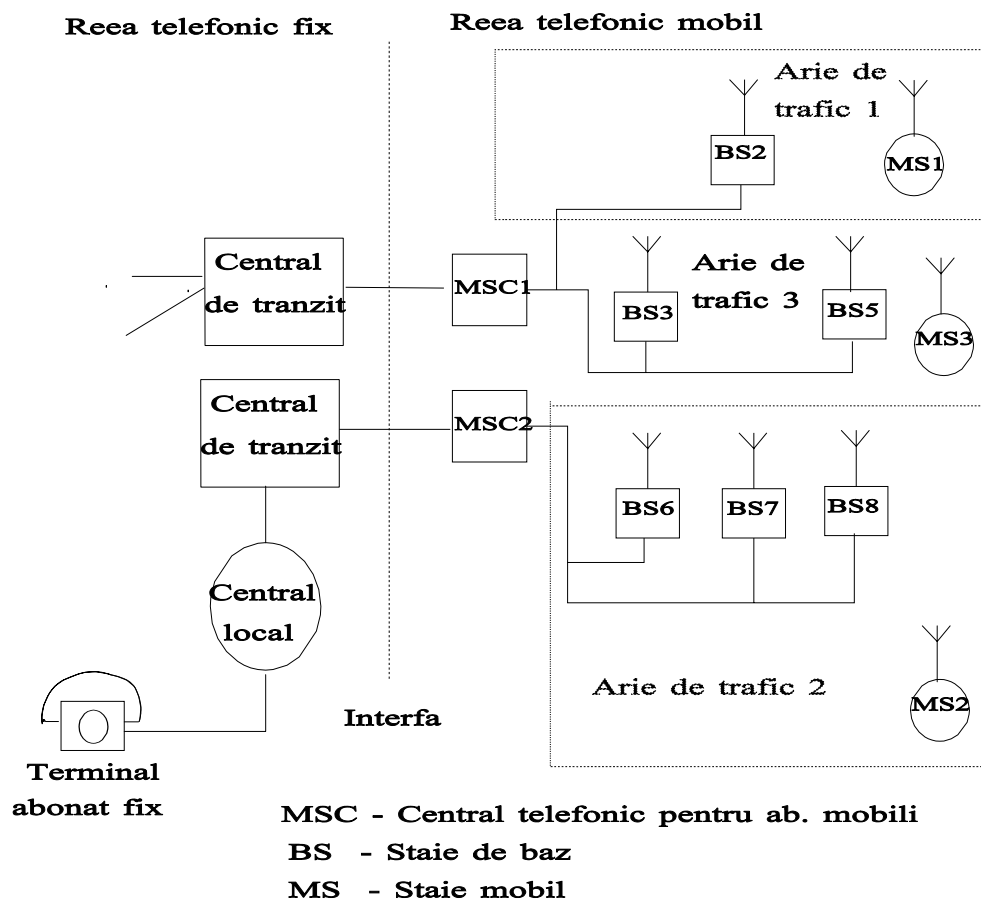 Reea telefonic fix
Reea telefonic mobil
Arie de
trafic 1
BS2
MS1
Central
de tranzit
MSC1
Arie de
trafic 3
BS3
BS5
MS3
Central
de tranzit
MSC2
BS6
BS7
BS8
Central
local
Arie de trafic 2
MS2
Interfa
Terminal
abonat fix
MSC - Central telefonic pentru ab. mobili
BS - Staie de baz
MS - Staie mobil